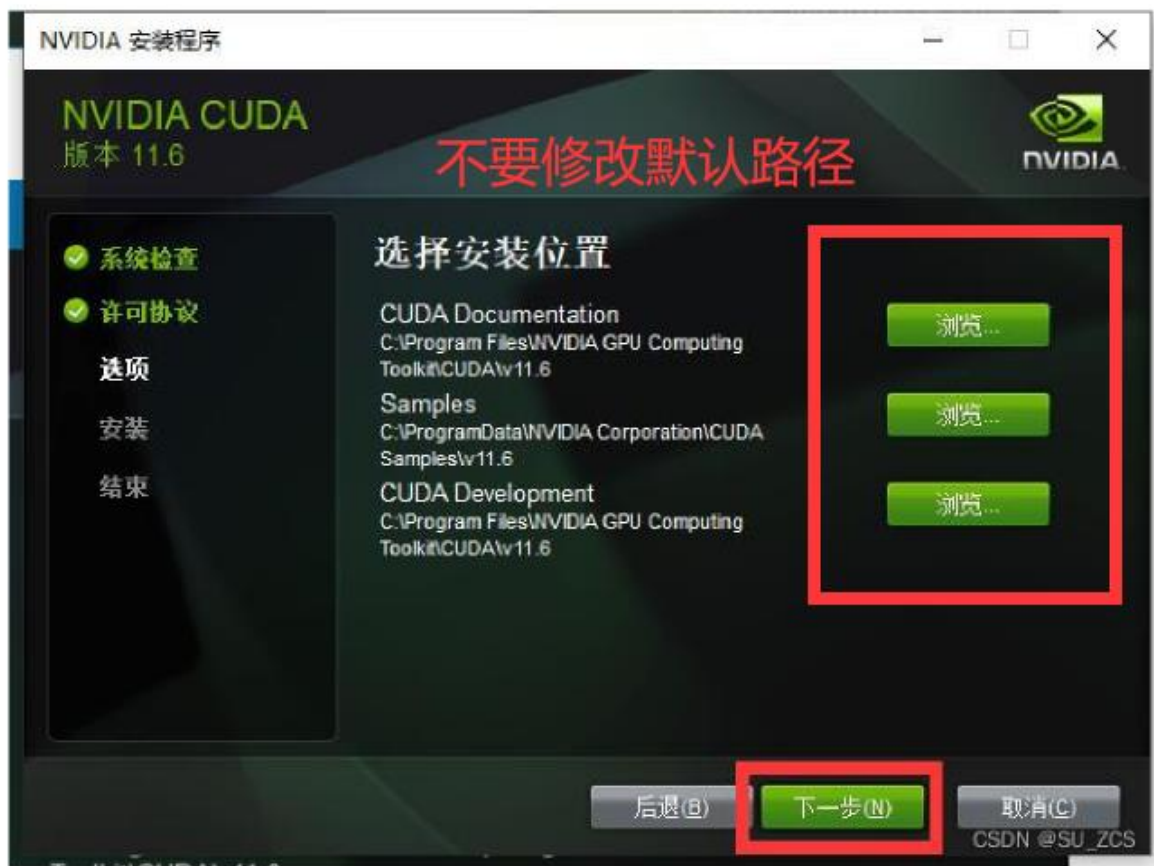 NVIDIA 安装程序
NVIDIA CUDA
版本 11.6
不要修改默认路径
NVIDIA.
系统检查
许可协议
选项
安装
结束
选择安装位置
CUDA Documentation
C:\Program Files\NVIDIA GPU Computing
Toolkit\CUDA\v11.6
浏览...
Samples
C:\ProgramData\NVIDIA Corporation\CUDA
Samples\v11.6
浏览...
CUDA Development
C:\Program Files\NVIDIA GPU Computing
Toolkit\CUDA\v11.6
浏览...
后退(B)
下一步(N)
取消(C)
CSDN @SU_ZCS